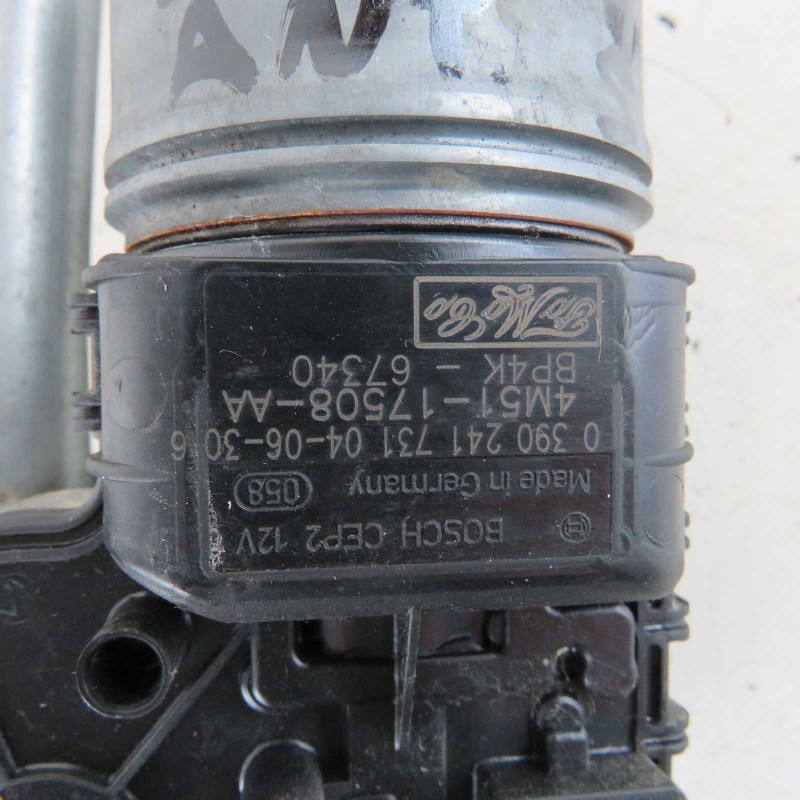 BOSCH CEP2 12V
Made in Germany 058
0 390 241 731 04-06-30 6
4M51-17508-AA
BP4K - 67340
FoMoCo